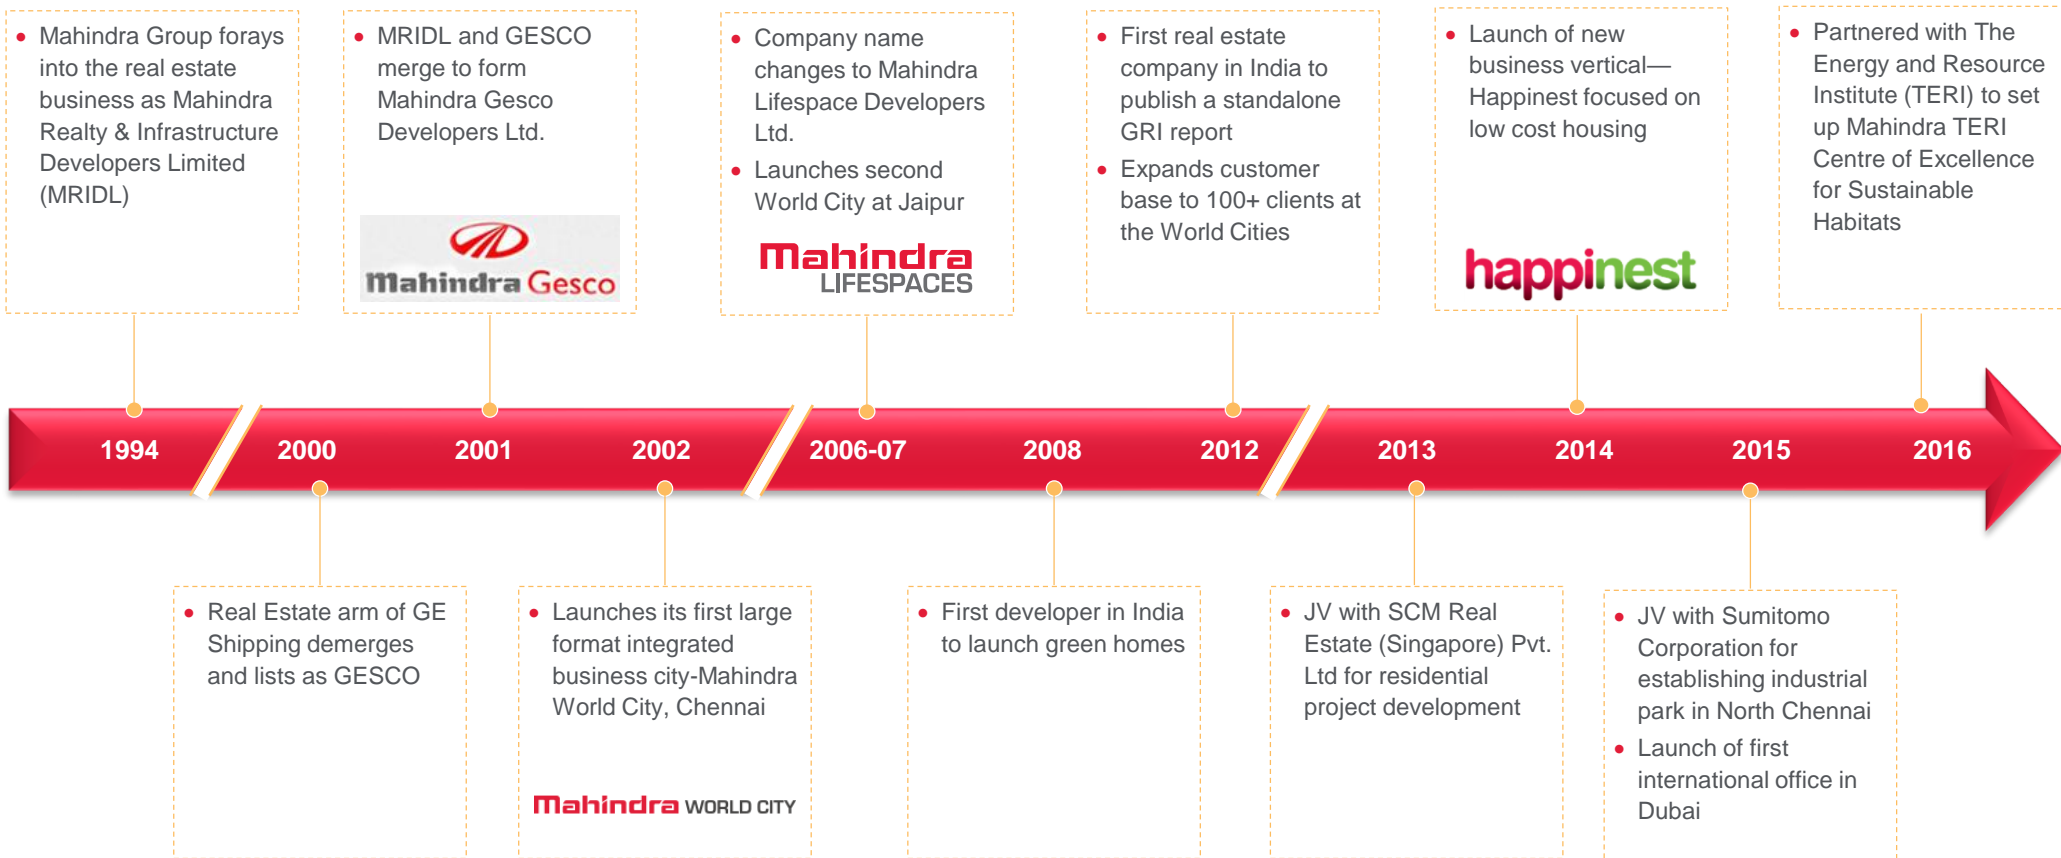 Mahindra Group forays
into the real estate
business as Mahindra
Realty & Infrastructure
Developers Limited
(MRIDL)
MRIDL and GESCO
merge to form
Mahindra Gesco
Developers Ltd.
Mahindra Gesco
Company name
changes to Mahindra
Lifespace Developers
Ltd.
Launches second
World City at Jaipur
Mahindra
LIFESPACES
First real estate
company in India to
publish a standalone
GRI report
Expands customer
base to 100+ clients at
the World Cities
Launch of new
business vertical—
Happinest focused on
low cost housing
happinest
Partnered with The
Energy and Resource
Institute (TERI) to set
up Mahindra TERI
Centre of Excellence
for Sustainable
Habitats
1994
2000
2001
2002
2006-07
2008
2012
2013
2014
2015
2016
Real Estate arm of GE
Shipping demerges
and lists as GESCO
Launches its first large
format integrated
business city-Mahindra
World City, Chennai
Mahindra WORLD CITY
First developer in India
to launch green homes
JV with SCM Real
Estate (Singapore) Pvt.
Ltd for residential
project development
JV with Sumitomo
Corporation for
establishing industrial
park in North Chennai
Launch of first
international office in
Dubai